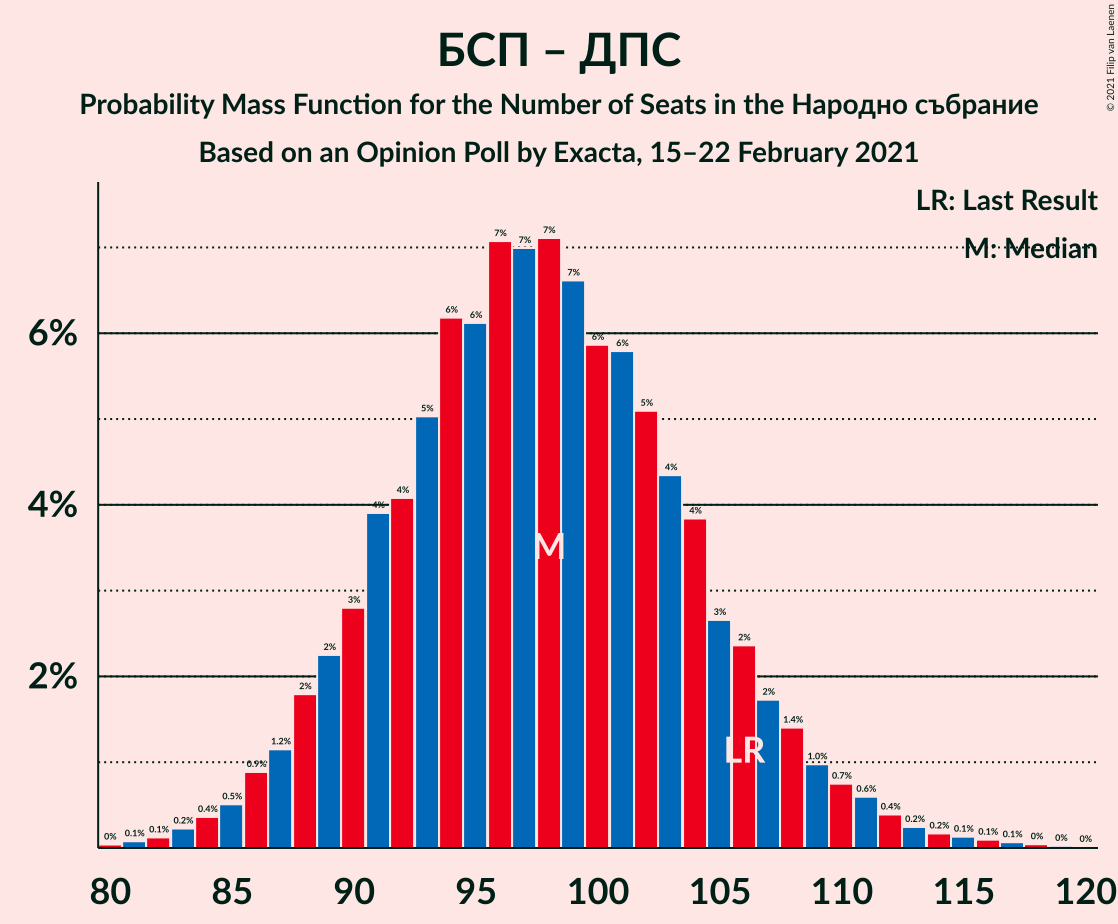 БСП – ДПС
Probability Mass Function for the Number of Seats in the Народно събрание
Based on an Opinion Poll by Exacta, 15–22 February 2021
© 2021 Filip van Laenen
LR: Last Result
M: Median
6%
4%
2%
0% 0.1% 0.1% 0.2% 0.4% 0.5% 0.9% 1.2% 2% 2% 3% 4% 4% 5% 6% 6% 7% 7% 7% 7% 6% 6% 5% 4% 4% 3% 2% 2% 1.4% 1.0% 0.7% 0.6% 0.4% 0.2% 0.2% 0.1% 0.1% 0.1% 0% 0% 0%
M
LR
80 85 90 95 100 105 110 115 120